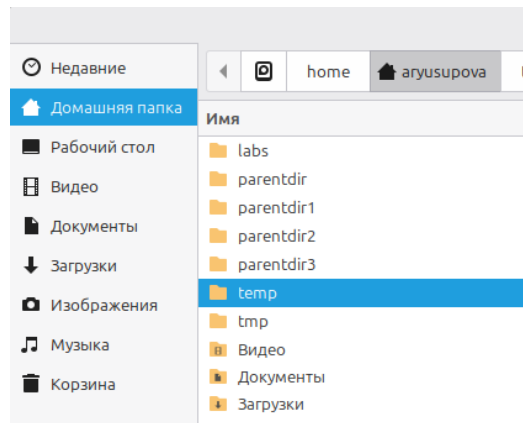 Недавние
Домашняя папка
Рабочий стол
Видео
Документы
Загрузки
Изображения
Музыка
Корзина
home
aryusupova
Имя
labs
parentdir
parentdir1
parentdir2
parentdir3
temp
tmp
Видео
Документы
Загрузки